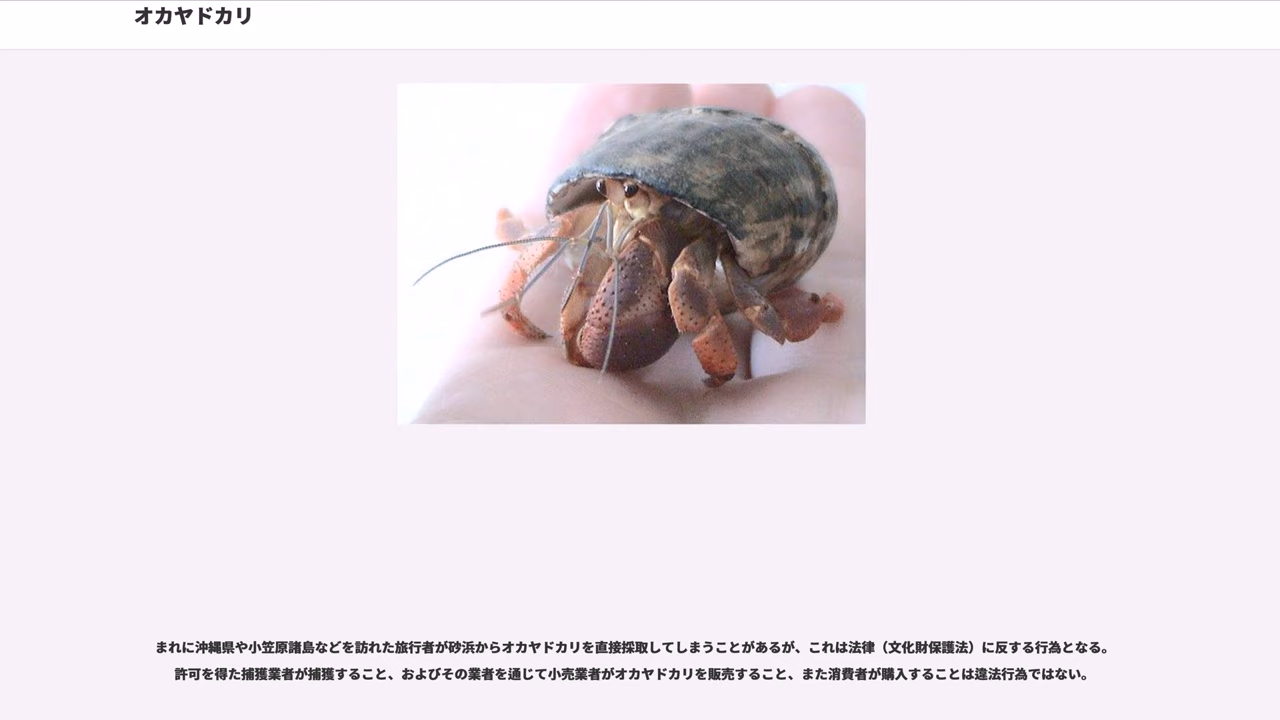 オカヤドカリ
まれに沖縄県や小笠原諸島などを訪れた旅行者が砂浜からオカヤドカリを直接採取してしまうことがあるが、これは法律（文化財保護法）に反する行為となる。
許可を得た捕獲業者が捕獲すること、およびその業者を通じて小売業者がオカヤドカリを販売すること、また消費者が購入することは違法行為ではない。